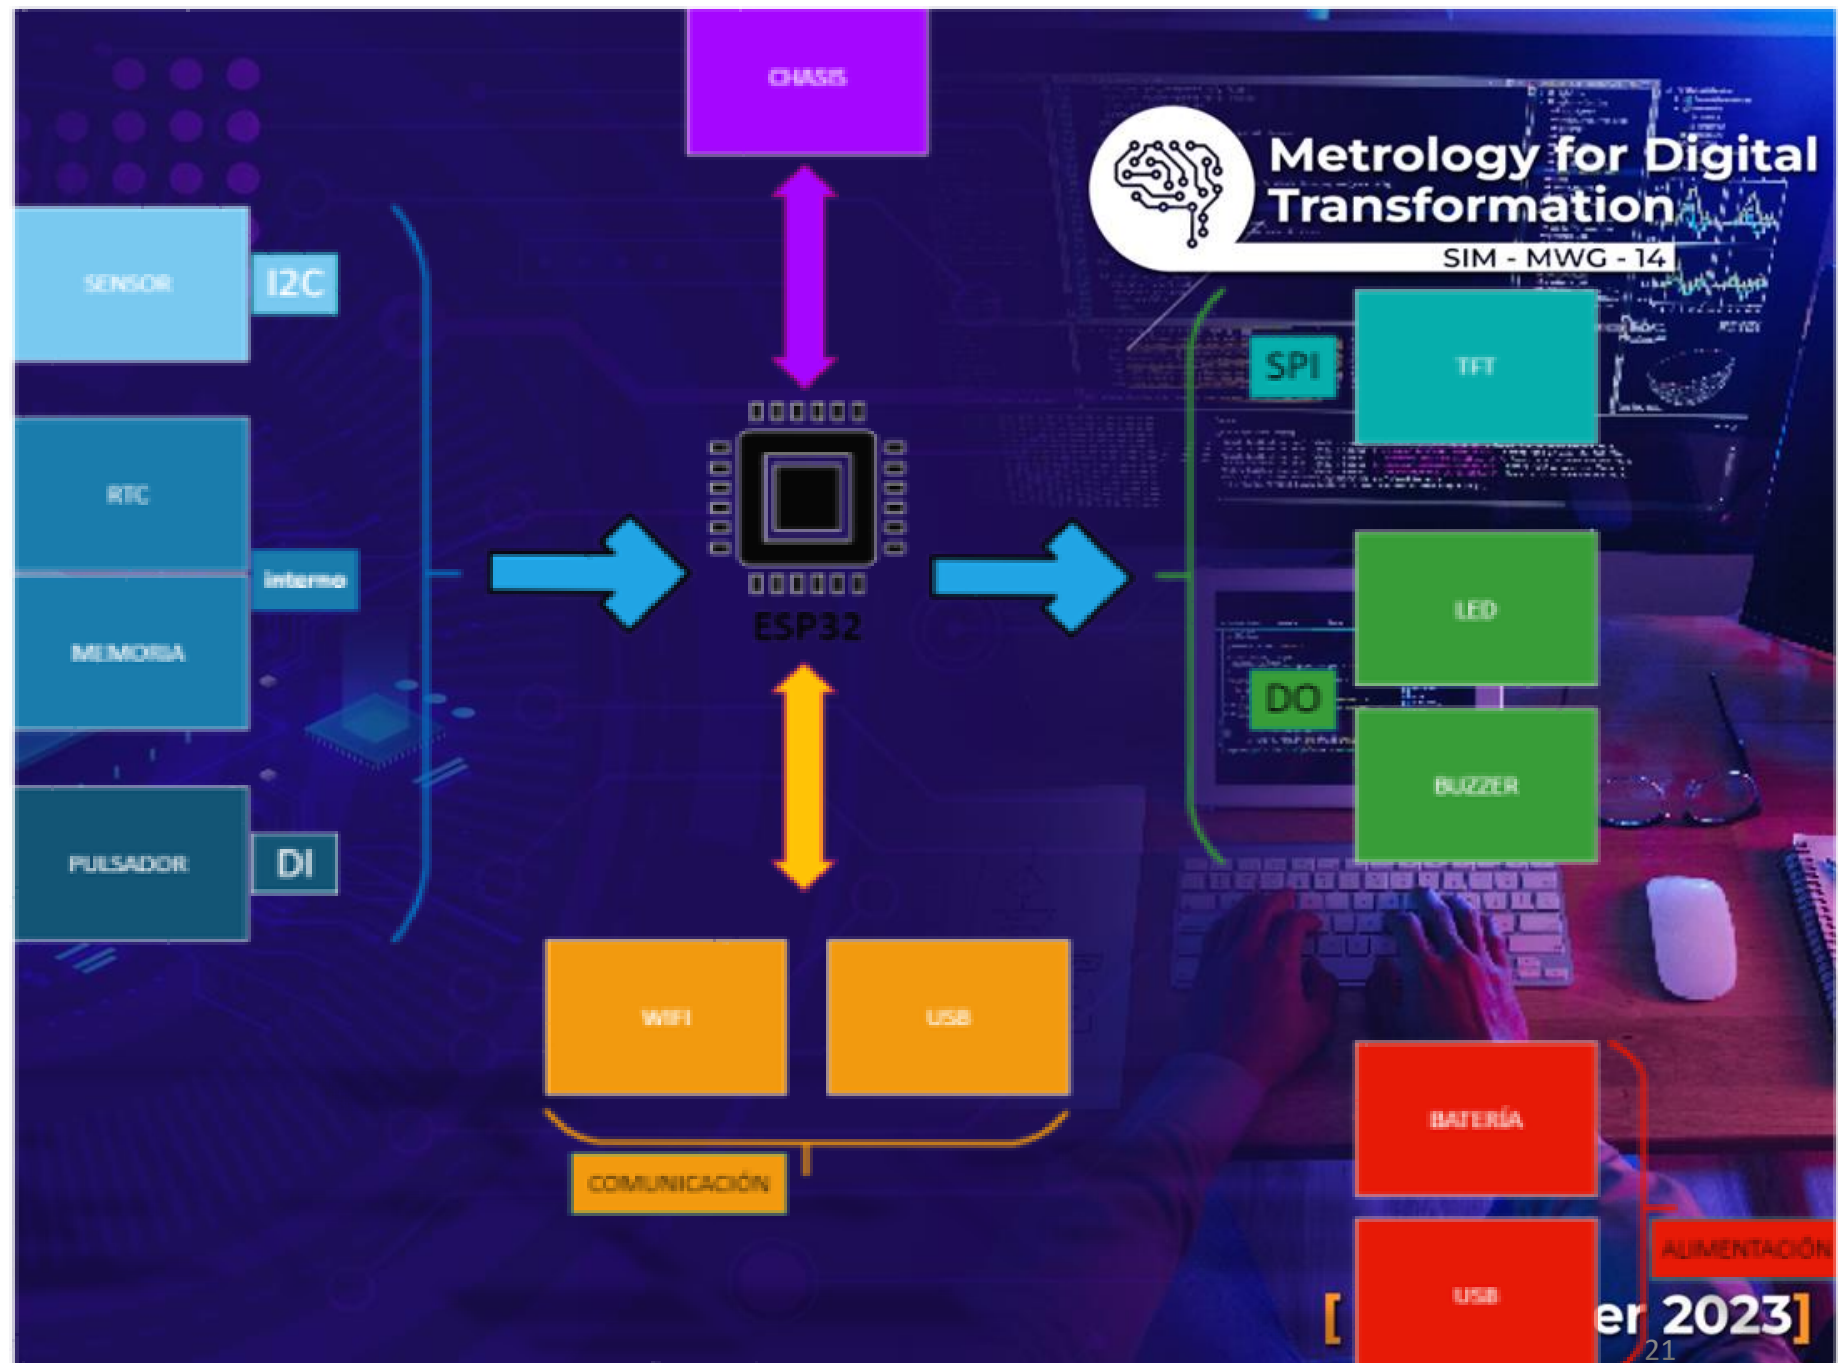 CHASIS
Metrology for Digital
Transformation
SIM - MWG - 14
SENSOR
I2C
RTC
interno
MEMORIA
PULSADOR
DI
ESP32
SPI
TFT
LED
DO
BUZZER
WIFI
USB
COMUNICACIÓN
BATERÍA
ALIMENTACIÓN
USB
[ er 2023]
21